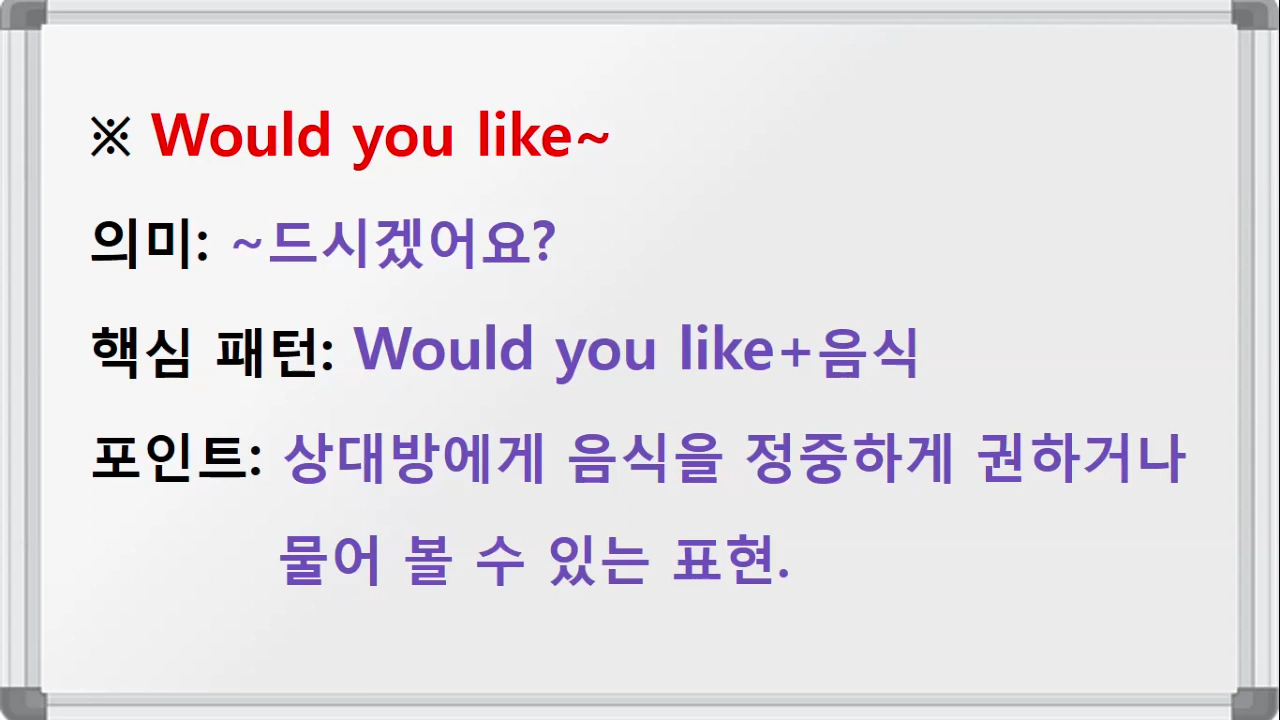 ※ Would you like~
의미: ~드시겠어요?
핵심 패턴: Would you like+음식
포인트: 상대방에게 음식을 정중하게 권하거나
물어 볼 수 있는 표현.